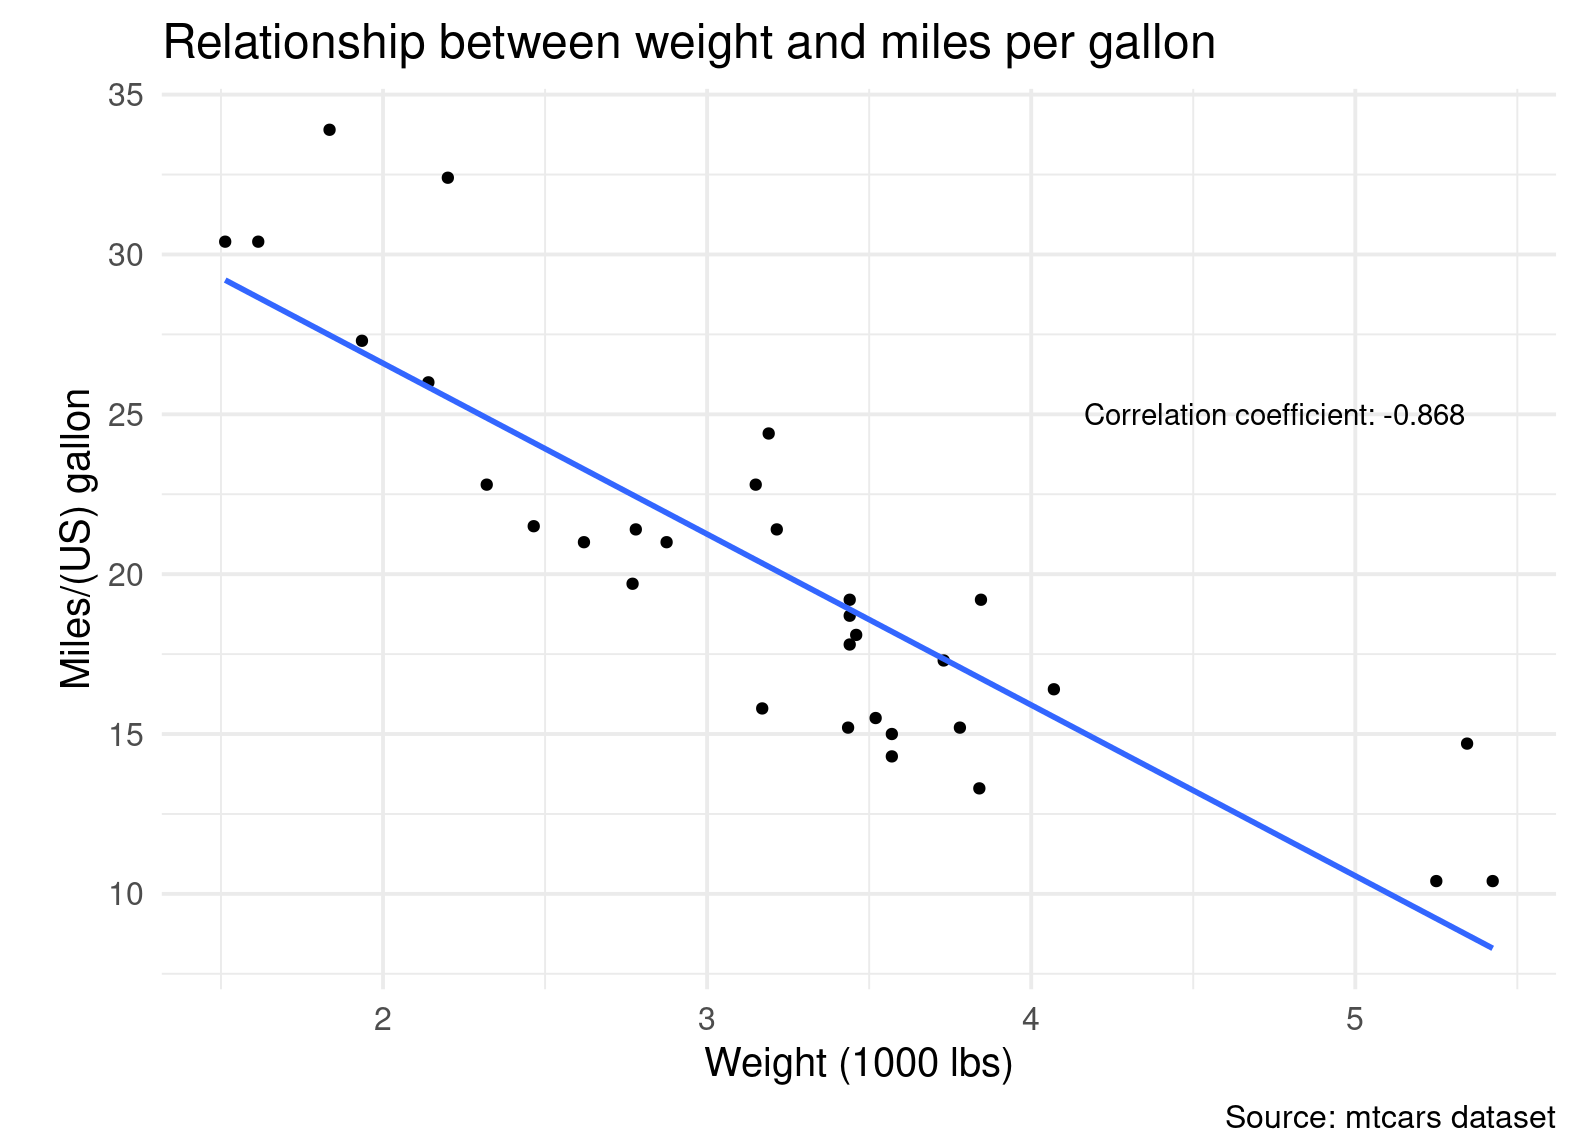 Relationship between weight and miles per gallon
35
30
25
20
15
10
Miles/(US) gallon
Correlation coefficient: -0.868
2 3 4 5
Weight (1000 lbs)
Source: mtcars dataset